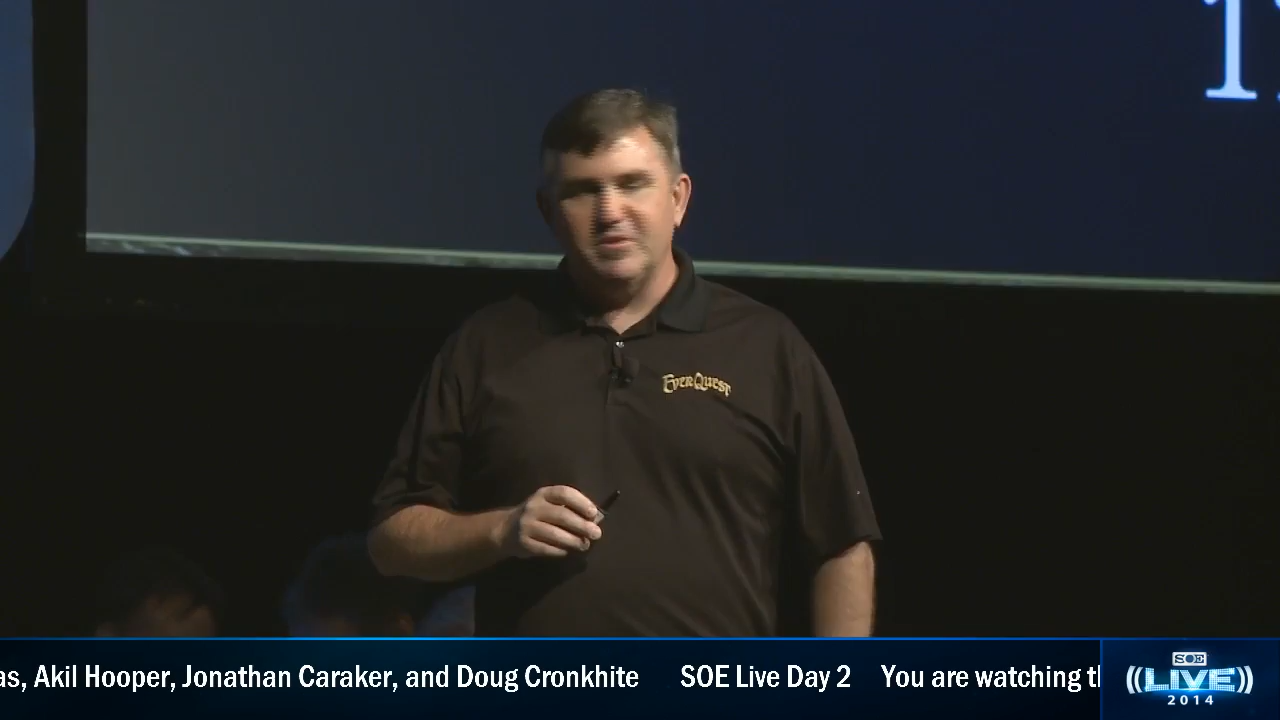 EverQuest
as, Akil Hooper, Jonathan Caraker, and Doug Cronkhite SOE Live Day 2 You are watching th
SOE
LIVE
2014